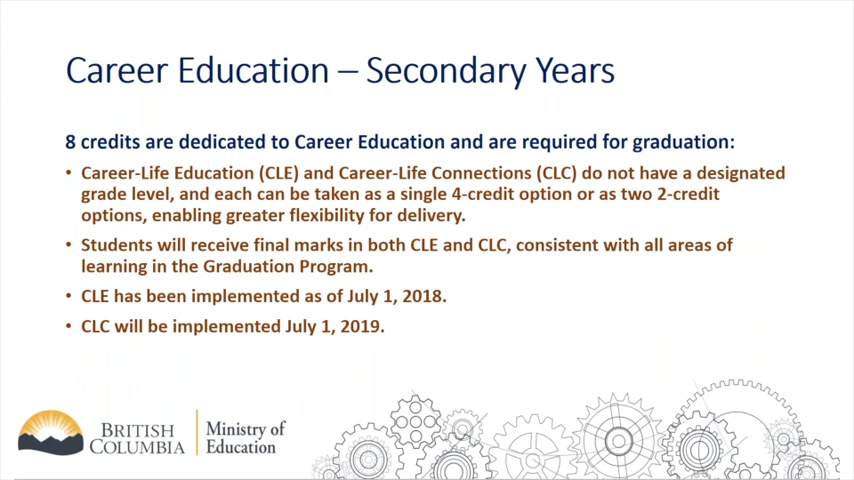 Career Education – Secondary Years
8 credits are dedicated to Career Education and are required for graduation:
• Career-Life Education (CLE) and Career-Life Connections (CLC) do not have a designated
grade level, and each can be taken as a single 4-credit option or as two 2-credit
options, enabling greater flexibility for delivery.
• Students will receive final marks in both CLE and CLC, consistent with all areas of
learning in the Graduation Program.
• CLE has been implemented as of July 1, 2018.
• CLC will be implemented July 1, 2019.
BRITISH
COLUMBIA
Ministry of
Education